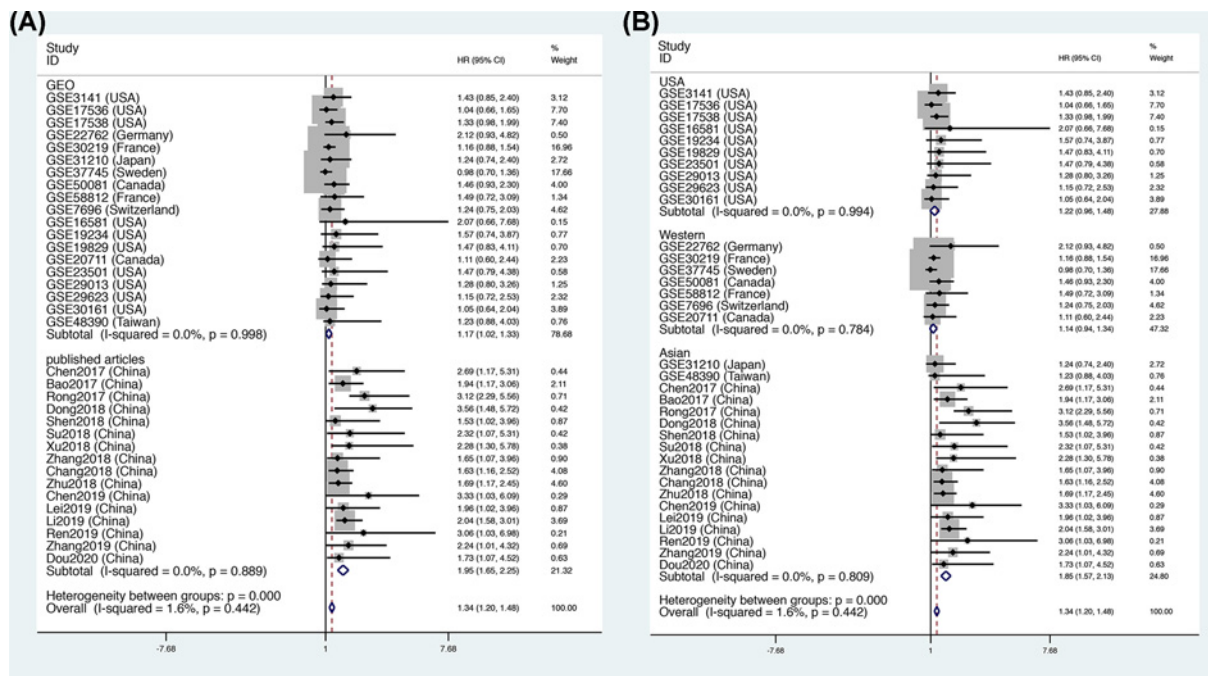 (A)
Study
ID
HR (95% CI)
%
Weight
GEO
GSE3141 (USA) 1.43 (0.85, 2.40) 3.12
GSE17536 (USA) 1.04 (0.66, 1.65) 7.70
GSE17538 (USA) 1.33 (0.98, 1.99) 7.40
GSE22762 (Germany) 2.12 (0.93, 4.82) 0.50
GSE30219 (France) 1.16 (0.88, 1.54) 16.96
GSE31210 (Japan) 1.24 (0.74, 2.40) 2.72
GSE37745 (Sweden) 0.98 (0.70, 1.36) 17.66
GSE50081 (Canada) 1.46 (0.93, 2.30) 4.00
GSE58812 (France) 1.49 (0.72, 3.09) 1.34
GSE7696 (Switzerland) 1.24 (0.75, 2.03) 4.62
GSE16581 (USA) 2.07 (0.66, 7.68) 0.15
GSE19234 (USA) 1.57 (0.74, 3.87) 0.77
GSE19829 (USA) 1.47 (0.83, 4.11) 0.70
GSE20711 (Canada) 1.11 (0.60, 2.44) 2.23
GSE23501 (USA) 1.47 (0.79, 4.38) 0.58
GSE29013 (USA) 1.28 (0.80, 3.26) 1.25
GSE29623 (USA) 1.15 (0.72, 2.53) 2.32
GSE30161 (USA) 1.05 (0.64, 2.04) 3.89
GSE48390 (Taiwan) 1.23 (0.88, 4.03) 0.76
Subtotal (I-squared = 0.0%, p = 0.998) 1.17 (1.02, 1.33) 78.68
published articles
Chen2017 (China) 2.69 (1.17, 5.31) 0.44
Bao2017 (China) 1.94 (1.17, 3.06) 2.11
Rong2017 (China) 3.12 (2.29, 5.56) 0.71
Dong2018 (China) 3.56 (1.48, 5.72) 0.42
Shen2018 (China) 1.53 (1.02, 3.96) 0.87
Su2018 (China) 2.32 (1.07, 5.31) 0.42
Xu2018 (China) 2.28 (1.30, 5.78) 0.38
Zhang2018 (China) 1.65 (1.07, 3.96) 0.90
Chang2018 (China) 1.63 (1.16, 2.52) 4.08
Zhu2018 (China) 1.69 (1.17, 2.45) 4.60
Chen2019 (China) 3.33 (1.03, 6.09) 0.29
Lei2019 (China) 1.96 (1.02, 3.96) 0.87
Li2019 (China) 2.04 (1.58, 3.01) 3.69
Ren2019 (China) 3.06 (1.03, 6.98) 0.21
Zhang2019 (China) 2.24 (1.01, 4.32) 0.69
Dou2020 (China) 1.73 (1.07, 4.52) 0.63
Subtotal (I-squared = 0.0%, p = 0.889) 1.95 (1.65, 2.25) 21.32
Heterogeneity between groups: p = 0.000
Overall (I-squared = 1.6%, p = 0.442) 1.34 (1.20, 1.48) 100.00
-7.68 1 7.68
(B)
Study
ID
HR (95% CI)
%
Weight
USA
GSE3141 (USA) 1.43 (0.85, 2.40) 3.12
GSE17536 (USA) 1.04 (0.66, 1.65) 7.70
GSE17538 (USA) 1.33 (0.98, 1.99) 7.40
GSE16581 (USA) 2.07 (0.66, 7.68) 0.15
GSE19234 (USA) 1.57 (0.74, 3.87) 0.77
GSE19829 (USA) 1.47 (0.83, 4.11) 0.70
GSE23501 (USA) 1.47 (0.79, 4.38) 0.58
GSE29013 (USA) 1.28 (0.80, 3.26) 1.25
GSE29623 (USA) 1.15 (0.72, 2.53) 2.32
GSE30161 (USA) 1.05 (0.64, 2.04) 3.89
Subtotal (I-squared = 0.0%, p = 0.994) 1.22 (0.96, 1.48) 27.88
Western
GSE22762 (Germany) 2.12 (0.93, 4.82) 0.50
GSE30219 (France) 1.16 (0.88, 1.54) 16.96
GSE37745 (Sweden) 0.98 (0.70, 1.36) 17.66
GSE50081 (Canada) 1.46 (0.93, 2.30) 4.00
GSE58812 (France) 1.49 (0.72, 3.09) 1.34
GSE7696 (Switzerland) 1.24 (0.75, 2.03) 4.62
GSE20711 (Canada) 1.11 (0.60, 2.44) 2.23
Subtotal (I-squared = 0.0%, p = 0.784) 1.14 (0.94, 1.34) 47.32
Asian
GSE31210 (Japan) 1.24 (0.74, 2.40) 2.72
GSE48390 (Taiwan) 1.23 (0.88, 4.03) 0.76
Chen2017 (China) 2.69 (1.17, 5.31) 0.44
Bao2017 (China) 1.94 (1.17, 3.06) 2.11
Rong2017 (China) 3.12 (2.29, 5.56) 0.71
Dong2018 (China) 3.56 (1.48, 5.72) 0.42
Shen2018 (China) 1.53 (1.02, 3.96) 0.87
Su2018 (China) 2.32 (1.07, 5.31) 0.42
Xu2018 (China) 2.28 (1.30, 5.78) 0.38
Zhang2018 (China) 1.65 (1.07, 3.96) 0.90
Chang2018 (China) 1.63 (1.16, 2.52) 4.08
Zhu2018 (China) 1.69 (1.17, 2.45) 4.60
Chen2019 (China) 3.33 (1.03, 6.09) 0.29
Lei2019 (China) 1.96 (1.02, 3.96) 0.87
Li2019 (China) 2.04 (1.58, 3.01) 3.69
Ren2019 (China) 3.06 (1.03, 6.98) 0.21
Zhang2019 (China) 2.24 (1.01, 4.32) 0.69
Dou2020 (China) 1.73 (1.07, 4.52) 0.63
Subtotal (I-squared = 0.0%, p = 0.809) 1.85 (1.57, 2.13) 24.80
Heterogeneity between groups: p = 0.000
Overall (I-squared = 1.6%, p = 0.442) 1.34 (1.20, 1.48) 100.00
-7.68 1 7.68